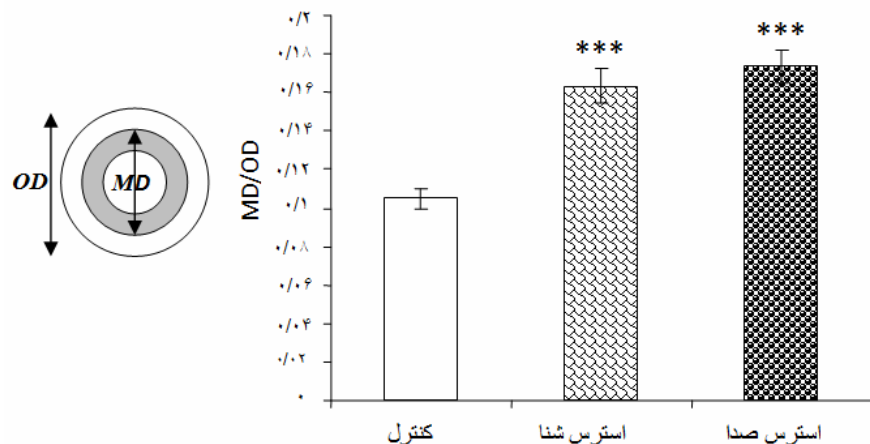 OD
MD
MD/OD
۰/۲
۰/۱۸
۰/۱۶
۰/۱۴
۰/۱۲
۰/۱
۰/۰۸
۰/۰۶
۰/۰۴
۰/۰۲
۰
***
***
کنترل
استرس شنا
استرس صدا